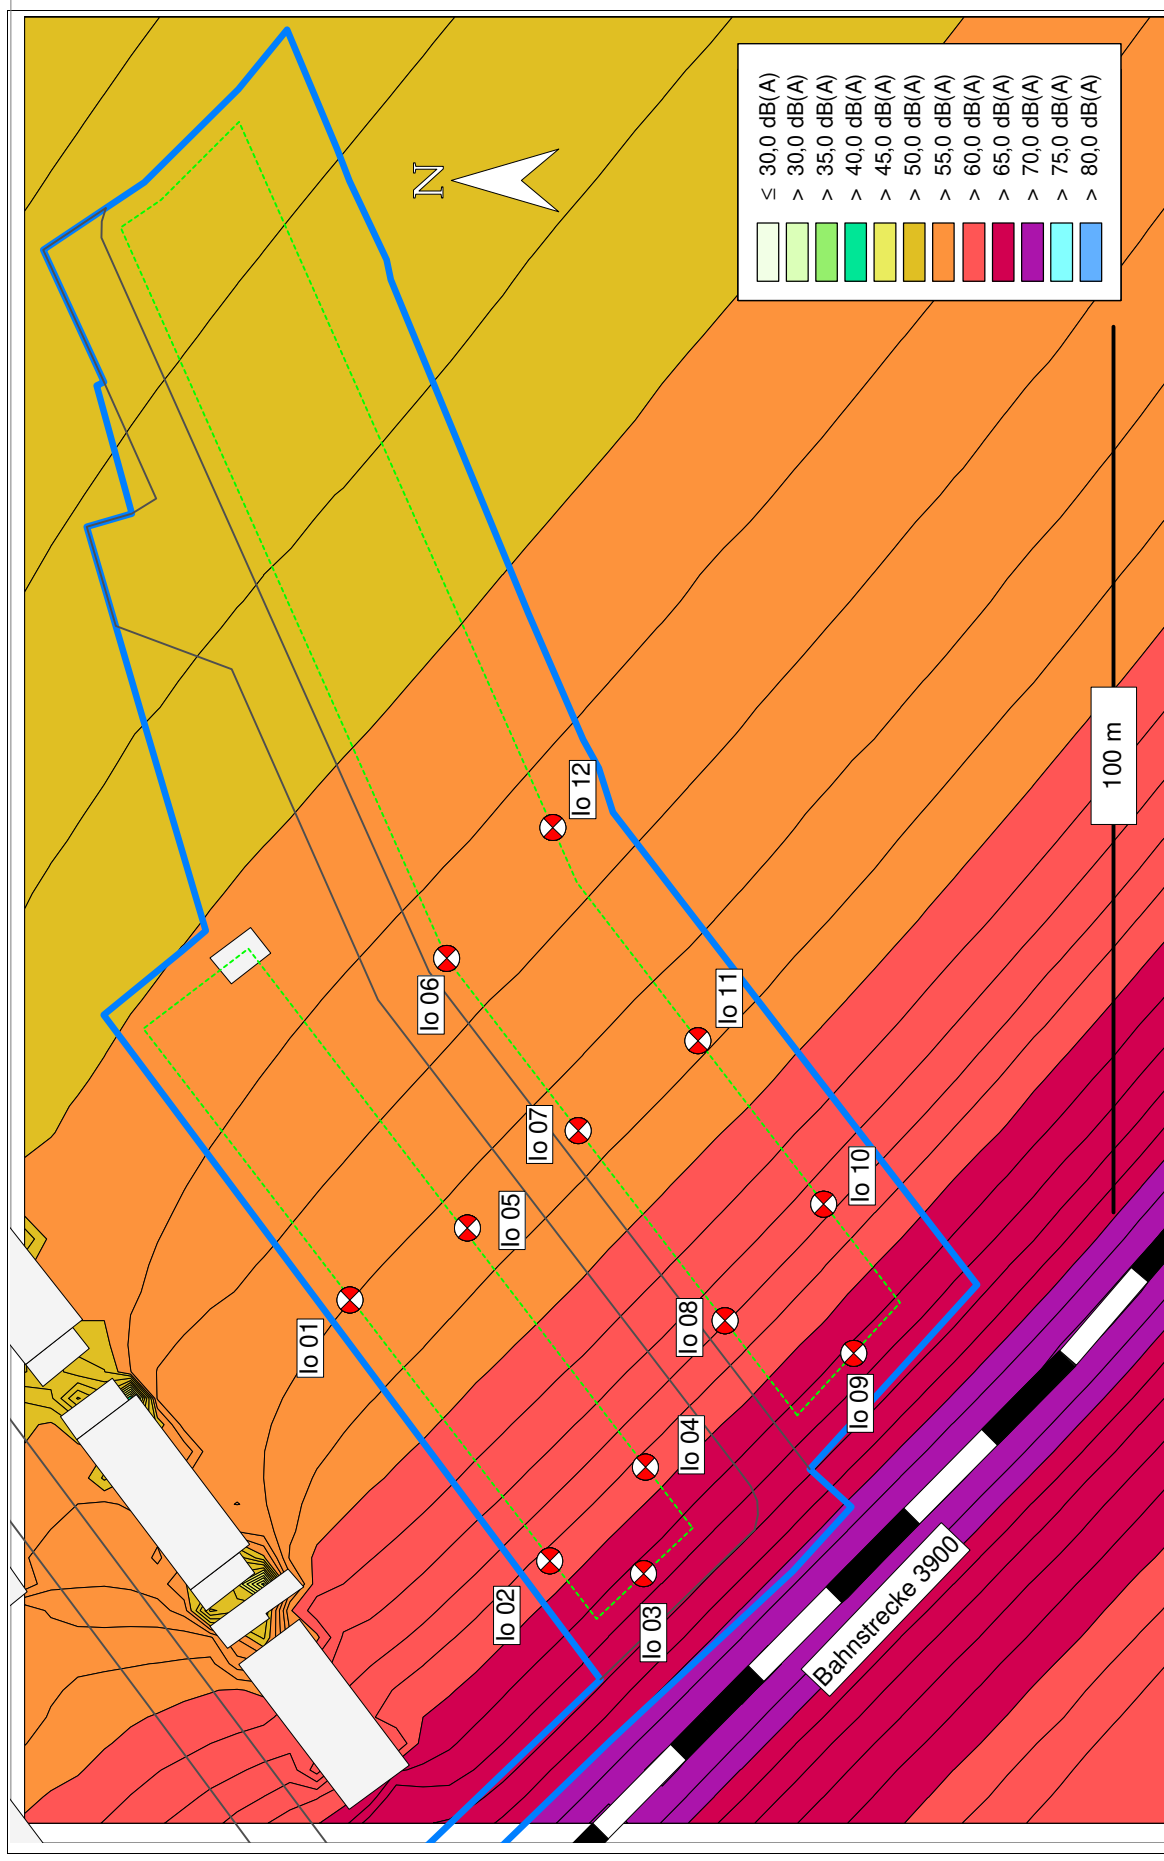 N
≤ 30,0 dB(A)
> 30,0 dB(A)
> 35,0 dB(A)
> 40,0 dB(A)
> 45,0 dB(A)
> 50,0 dB(A)
> 55,0 dB(A)
> 60,0 dB(A)
> 65,0 dB(A)
> 70,0 dB(A)
> 75,0 dB(A)
> 80,0 dB(A)
Io 01
Io 02
Io 03
Io 04
Io 05
Io 06
Io 07
Io 08
Io 09
Io 10
Io 11
Io 12
100 m
Bahnstrecke 3900